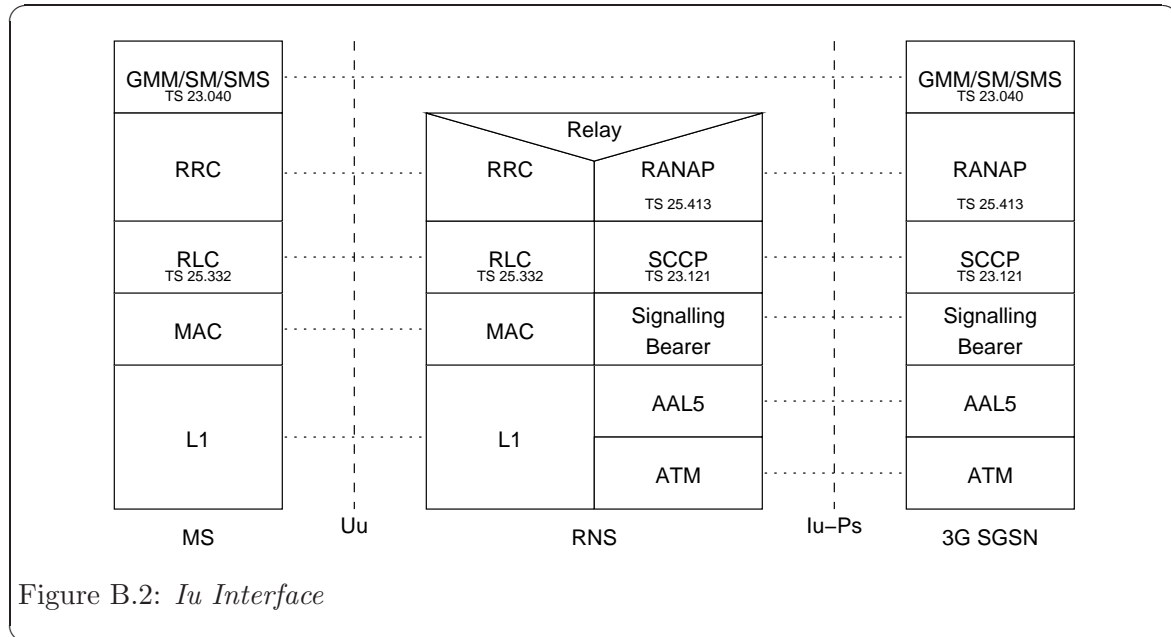 GMM/SM/SMS
TS 23.040
GMM/SM/SMS
TS 23.040
Relay
RRC
RRC
RANAP
TS 25.413
RANAP
TS 25.413
RLC
TS 25.332
RLC
TS 25.332
SCCP
TS 23.121
SCCP
TS 23.121
MAC
MAC
Signalling
Bearer
Signalling
Bearer
L1
L1
AAL5
AAL5
ATM
ATM
MS
Uu
RNS
Iu−Ps
3G SGSN
Figure B.2: Iu Interface